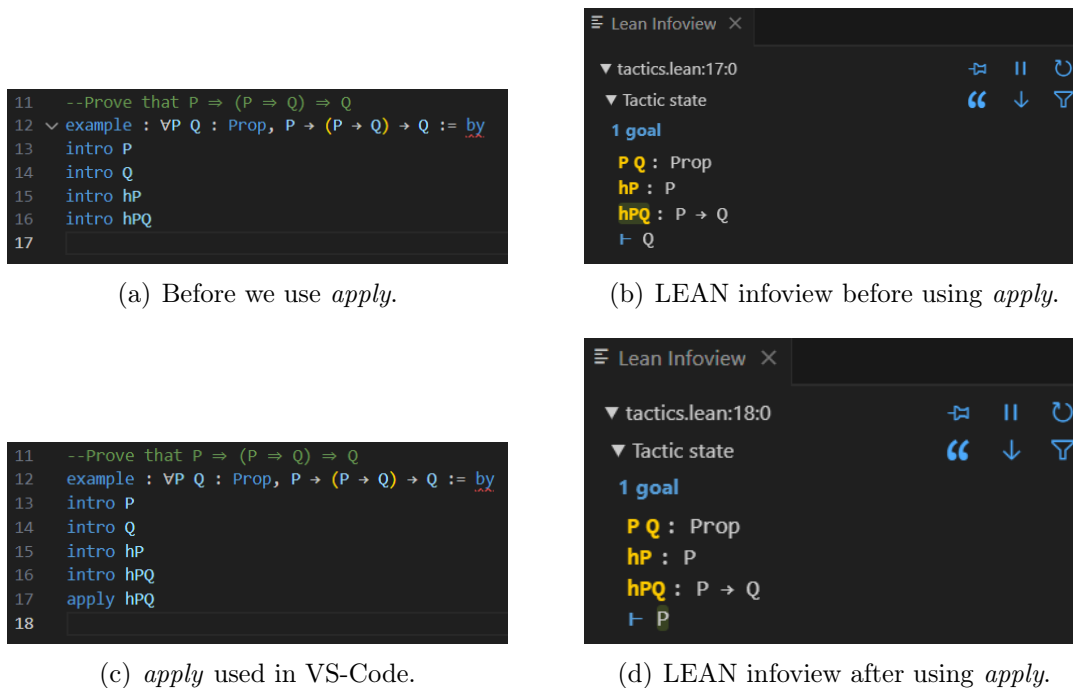 11 --Prove that P ⇒ (P ⇒ Q) ⇒ Q
12 example : ∀P Q : Prop, P → (P → Q) → Q := by
13 intro P
14 intro Q
15 intro hP
16 intro hPQ
17
(a) Before we use apply.
Lean Infoview ×
▼ tactics.lean:17:0
▼ Tactic state
1 goal
P Q : Prop
hP : P
hPQ : P → Q
⊢ Q
(b) LEAN infoview before using apply.
11 --Prove that P ⇒ (P ⇒ Q) ⇒ Q
12 example : ∀P Q : Prop, P → (P → Q) → Q := by
13 intro P
14 intro Q
15 intro hP
16 intro hPQ
17 apply hPQ
18
(c) apply used in VS-Code.
Lean Infoview ×
▼ tactics.lean:18:0
▼ Tactic state
1 goal
P Q : Prop
hP : P
hPQ : P → Q
⊢ P
(d) LEAN infoview after using apply.